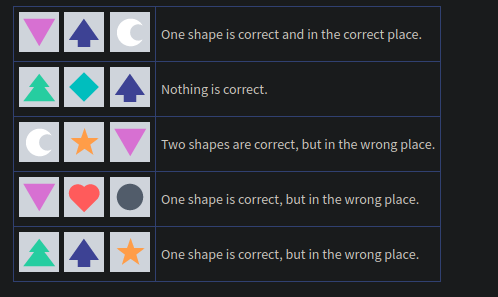 One shape is correct and in the correct place.
Nothing is correct.
Two shapes are correct, but in the wrong place.
One shape is correct, but in the wrong place.
One shape is correct, but in the wrong place.